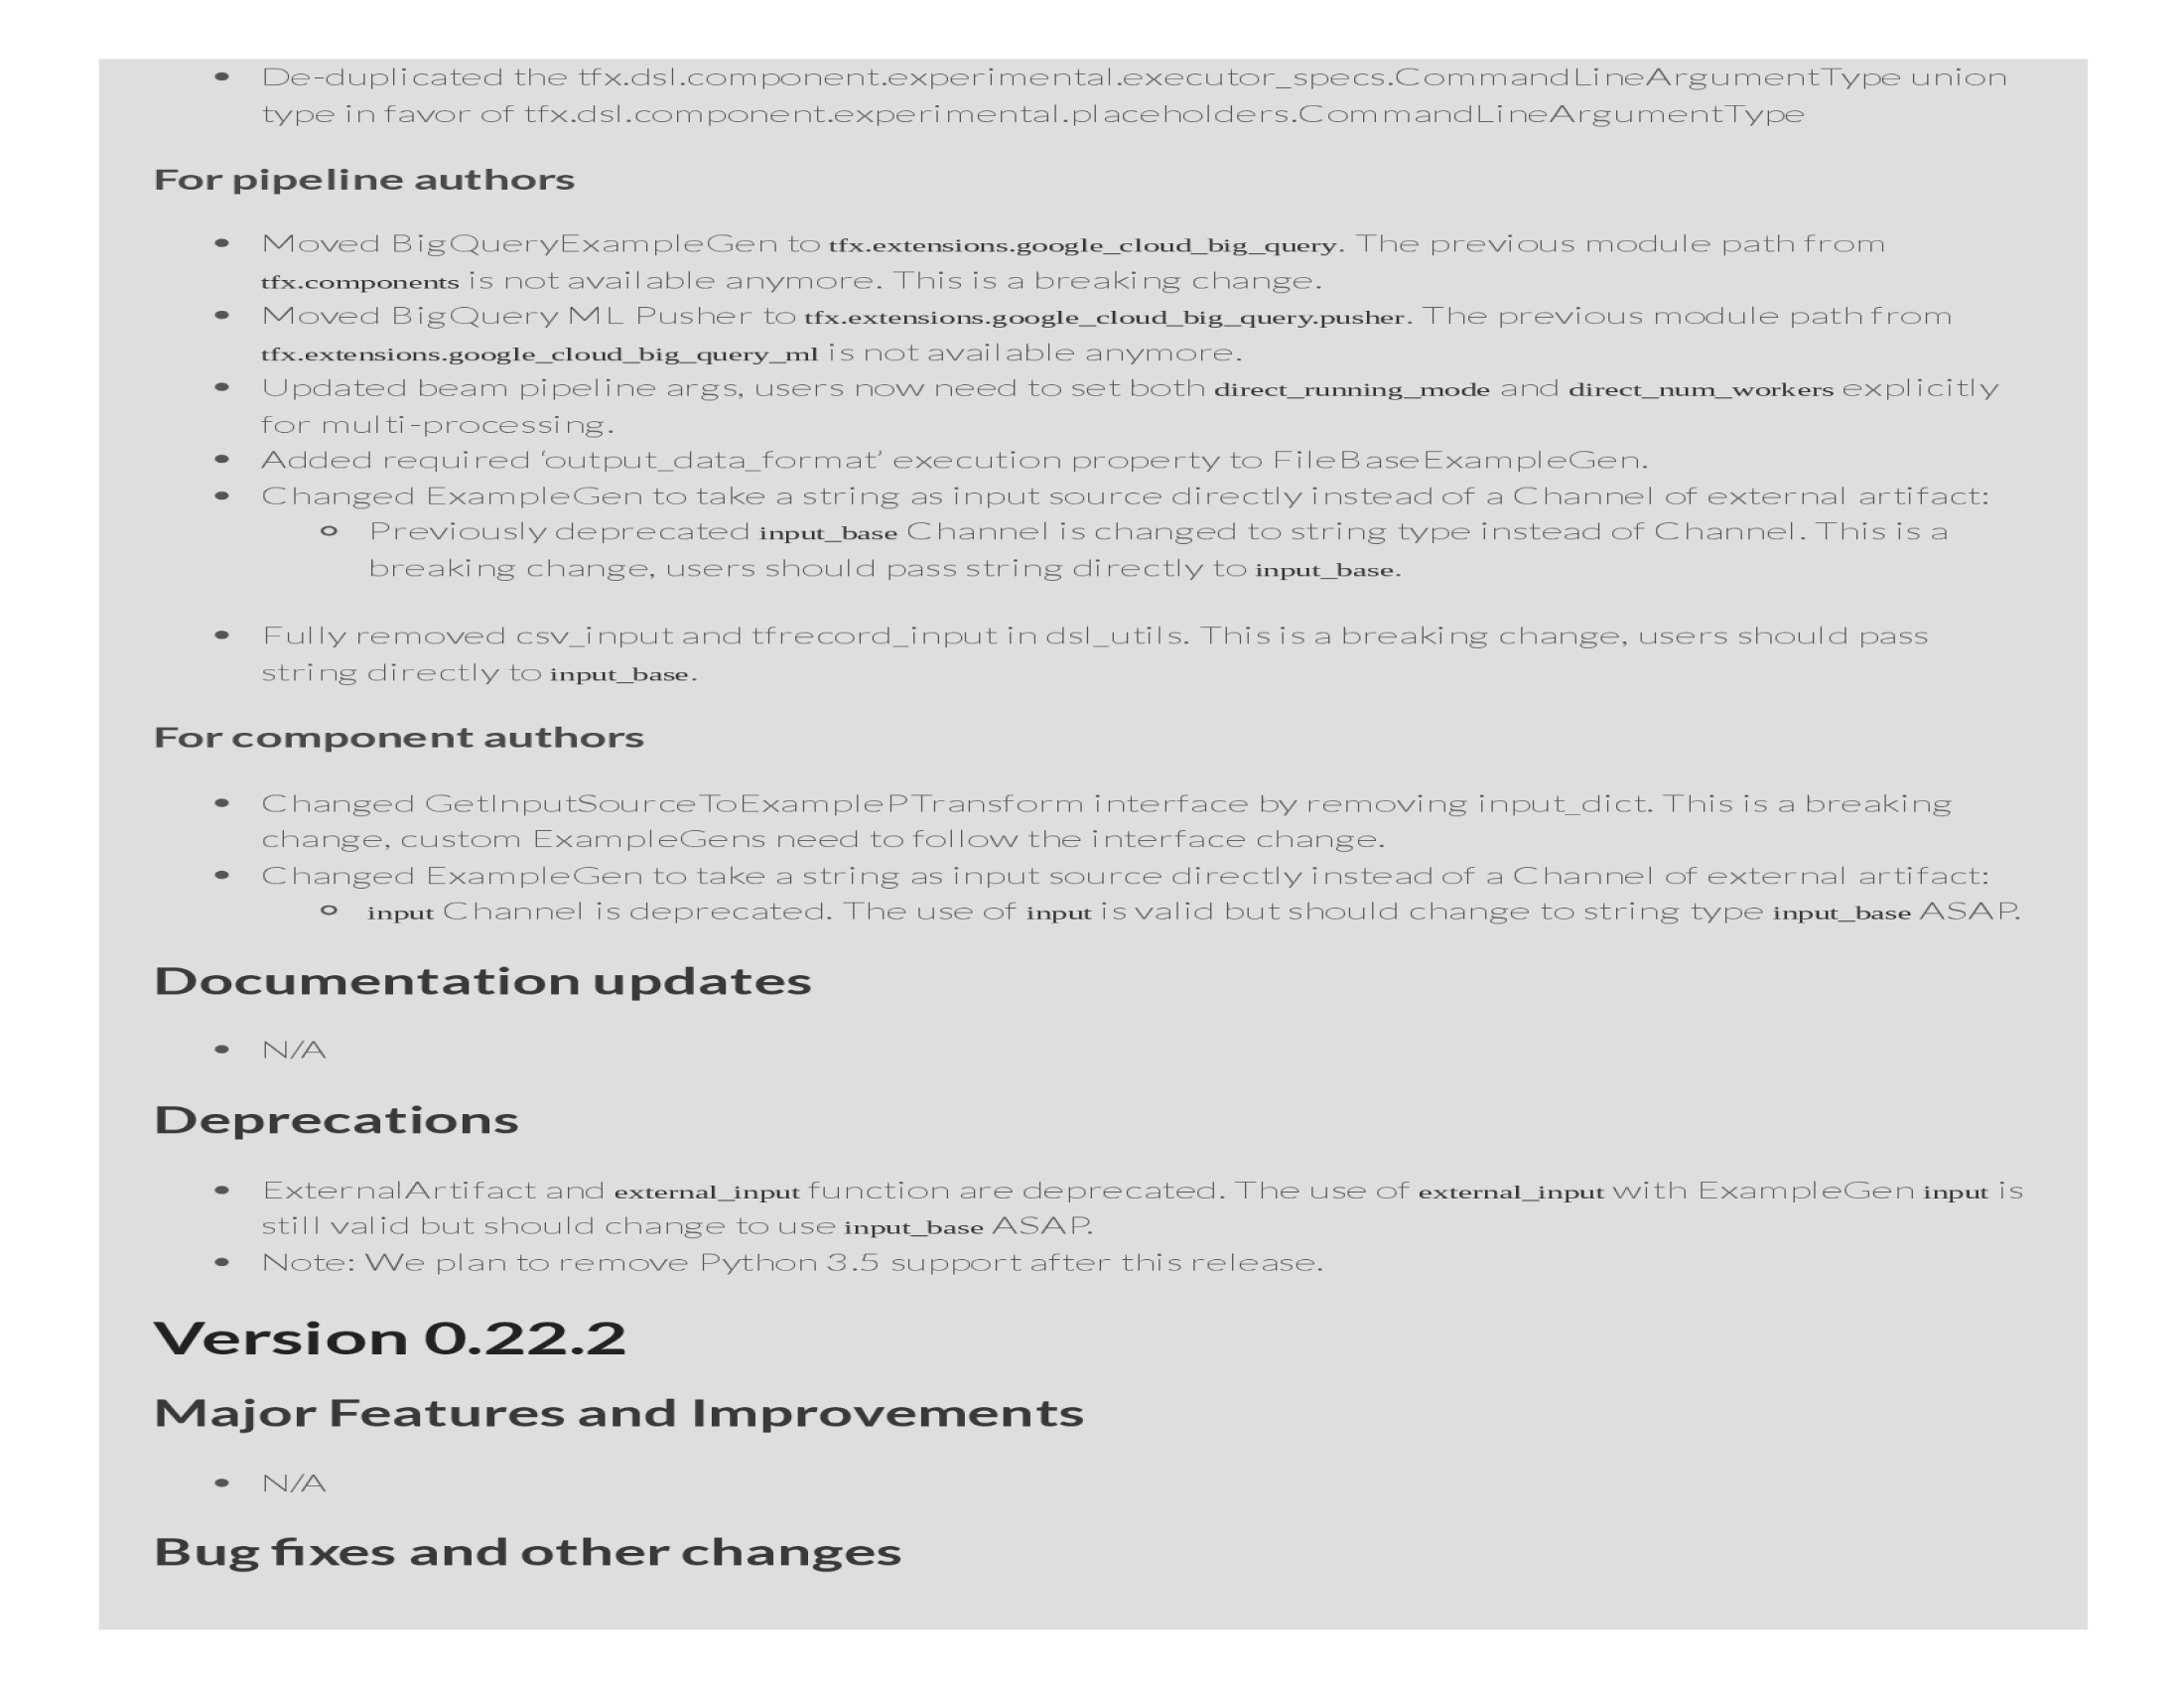 • De-duplicated the tfx.dsl.component.experimental.executor_specs.CommandLineArgumentType union
type in favor of tfx.dsl.component.experimental.placeholders.CommandLineArgumentType
For pipeline authors
• Moved BigQueryExampleGen to tfx.extensions.google_cloud_big_query. The previous module path from
tfx.components is not available anymore. This is a breaking change.
• Moved BigQuery ML Pusher to tfx.extensions.google_cloud_big_query.pusher. The previous module path from
tfx.extensions.google_cloud_big_query_ml is not available anymore.
• Updated beam pipeline args, users now need to set both direct_running_mode and direct_num_workers explicitly
for multi-processing.
• Added required ‘output_data_format’ execution property to FileBaseExampleGen.
• Changed ExampleGen to take a string as input source directly instead of a Channel of external artifact:
◦ Previously deprecated input_base Channel is changed to string type instead of Channel. This is a
breaking change, users should pass string directly to input_base.
• Fully removed csv_input and tfrecord_input in dsl_utils. This is a breaking change, users should pass
string directly to input_base.
For component authors
• Changed GetInputSourceToExamplePTransform interface by removing input_dict. This is a breaking
change, custom ExampleGens need to follow the interface change.
• Changed ExampleGen to take a string as input source directly instead of a Channel of external artifact:
◦ input Channel is deprecated. The use of input is valid but should change to string type input_base ASAP.
Documentation updates
• N/A
Deprecations
• ExternalArtifact and external_input function are deprecated. The use of external_input with ExampleGen input is
still valid but should change to use input_base ASAP.
• Note: We plan to remove Python 3.5 support after this release.
Version 0.22.2
Major Features and Improvements
• N/A
Bug fixes and other changes